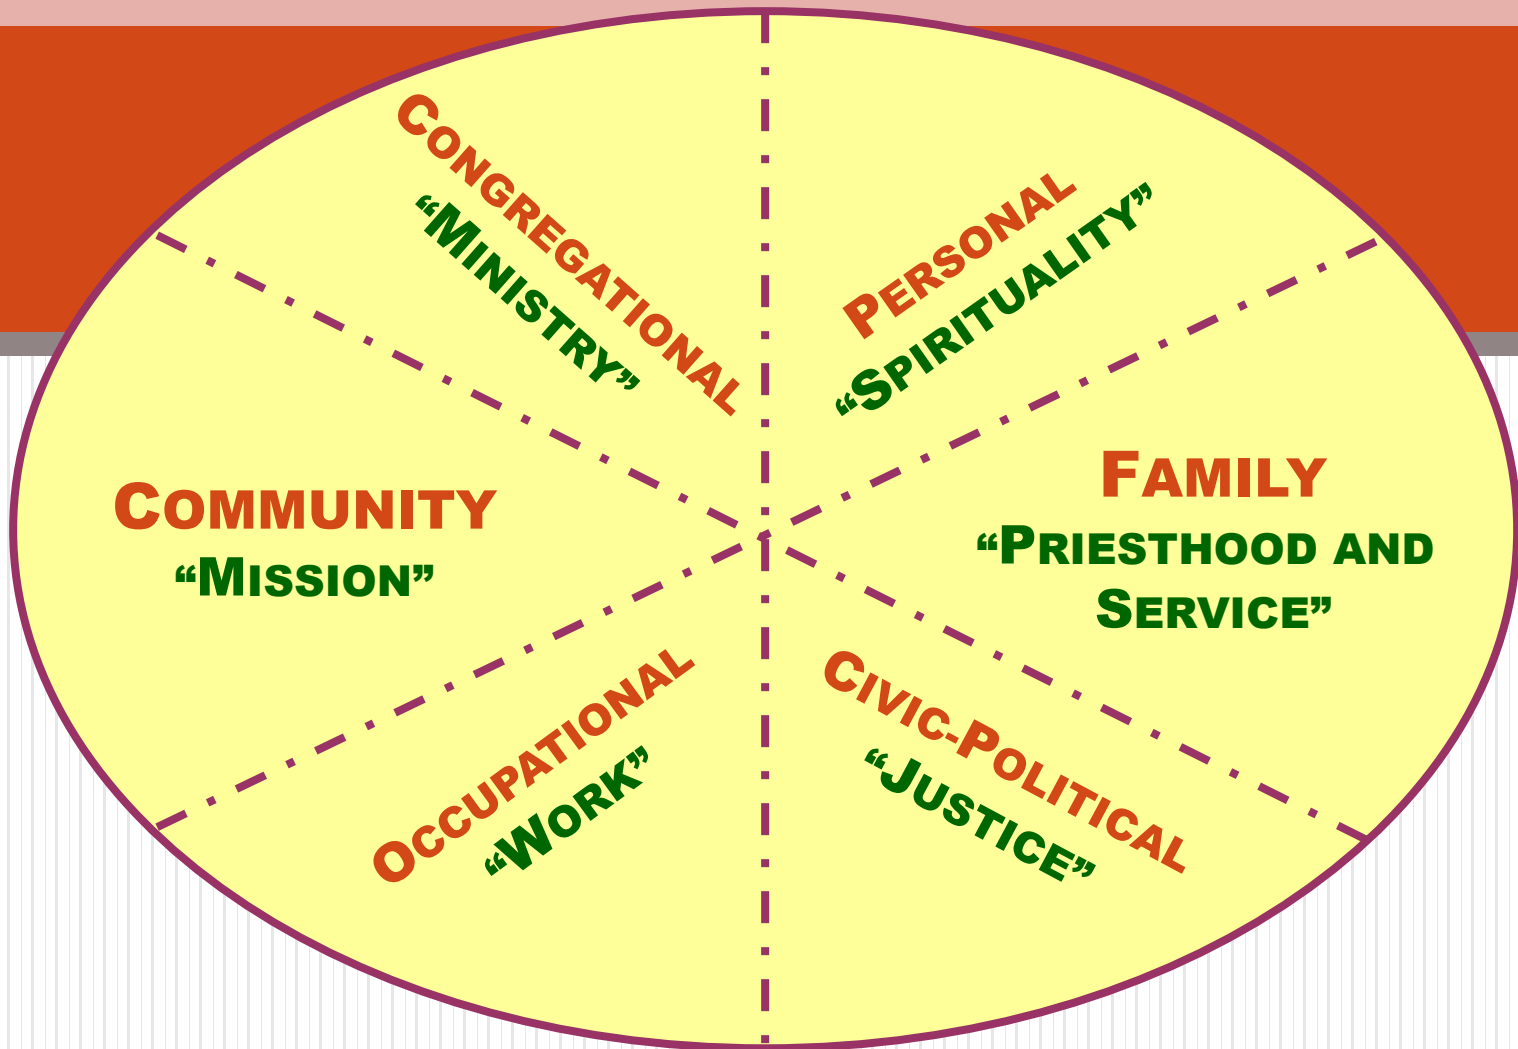 CONGREGATIONAL
“MINISTRY”
PERSONAL
“SPIRITUALITY”
COMMUNITY
“MISSION”
FAMILY
“PRIESTHOOD AND
SERVICE”
OCCUPATIONAL
“WORK”
CIVIC-POLITICAL
“JUSTICE”